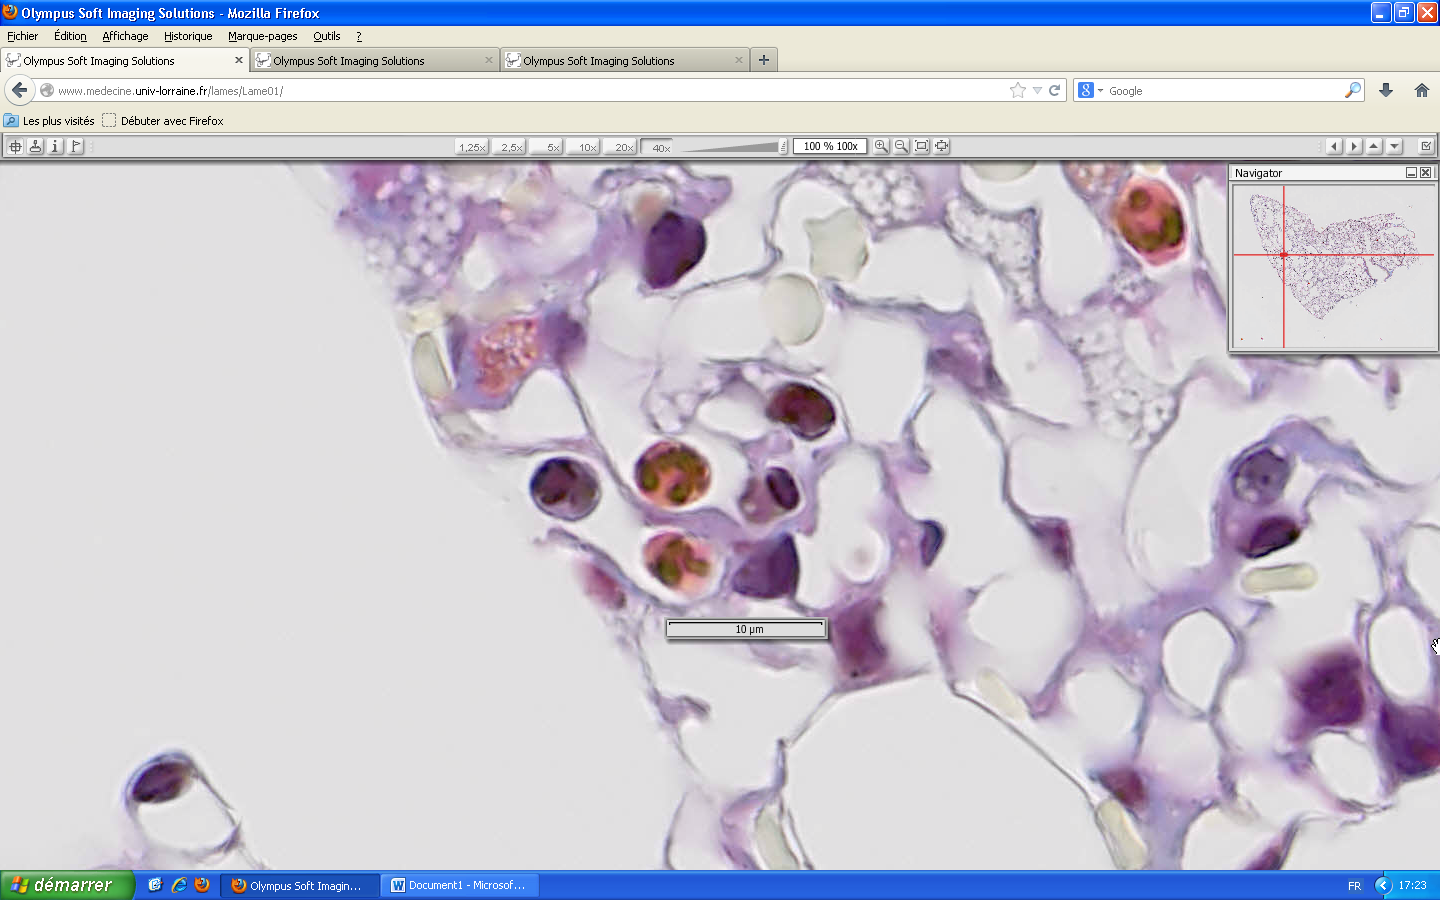 Olympus Soft Imaging Solutions - Mozilla Firefox
Fichier Édition Affichage Historique Marque-pages Outils ?
Olympus Soft Imaging Solutions Olympus Soft Imaging Solutions Olympus Soft Imaging Solutions
www.medecine.univ-lorraine.fr/lames/Lame01/ Google
Les plus visités Débuter avec Firefox
1,25x 2,5x 5x 10x 20x 40x 100 % 100x
Navigator
10 µm
démarrer Olympus Soft Imagin... Document1 - Microsof... FR 17:23